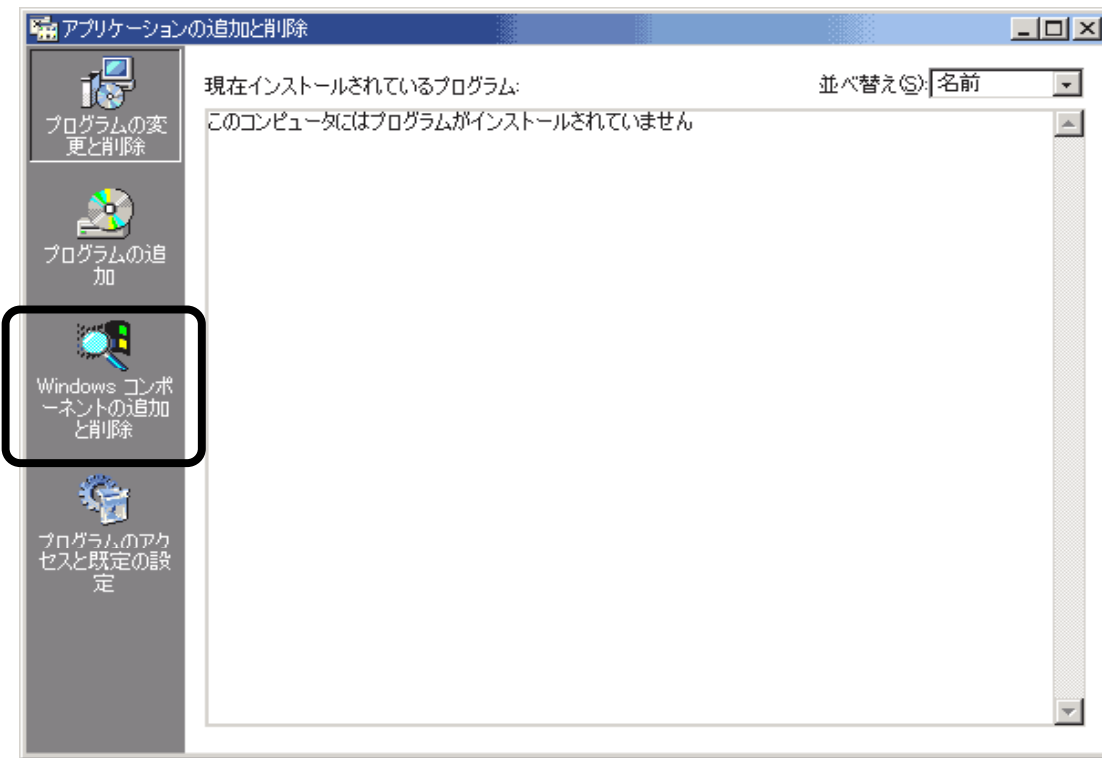 アプリケーションの追加と削除
現在インストールされているプログラム:
並べ替え(S):
名前
このコンピュータにはプログラムがインストールされていません
プログラムの変
更と削除
プログラムの追
加
Windows コンポ
ーネントの追加
と削除
プログラムのアク
セスと既定の設
定